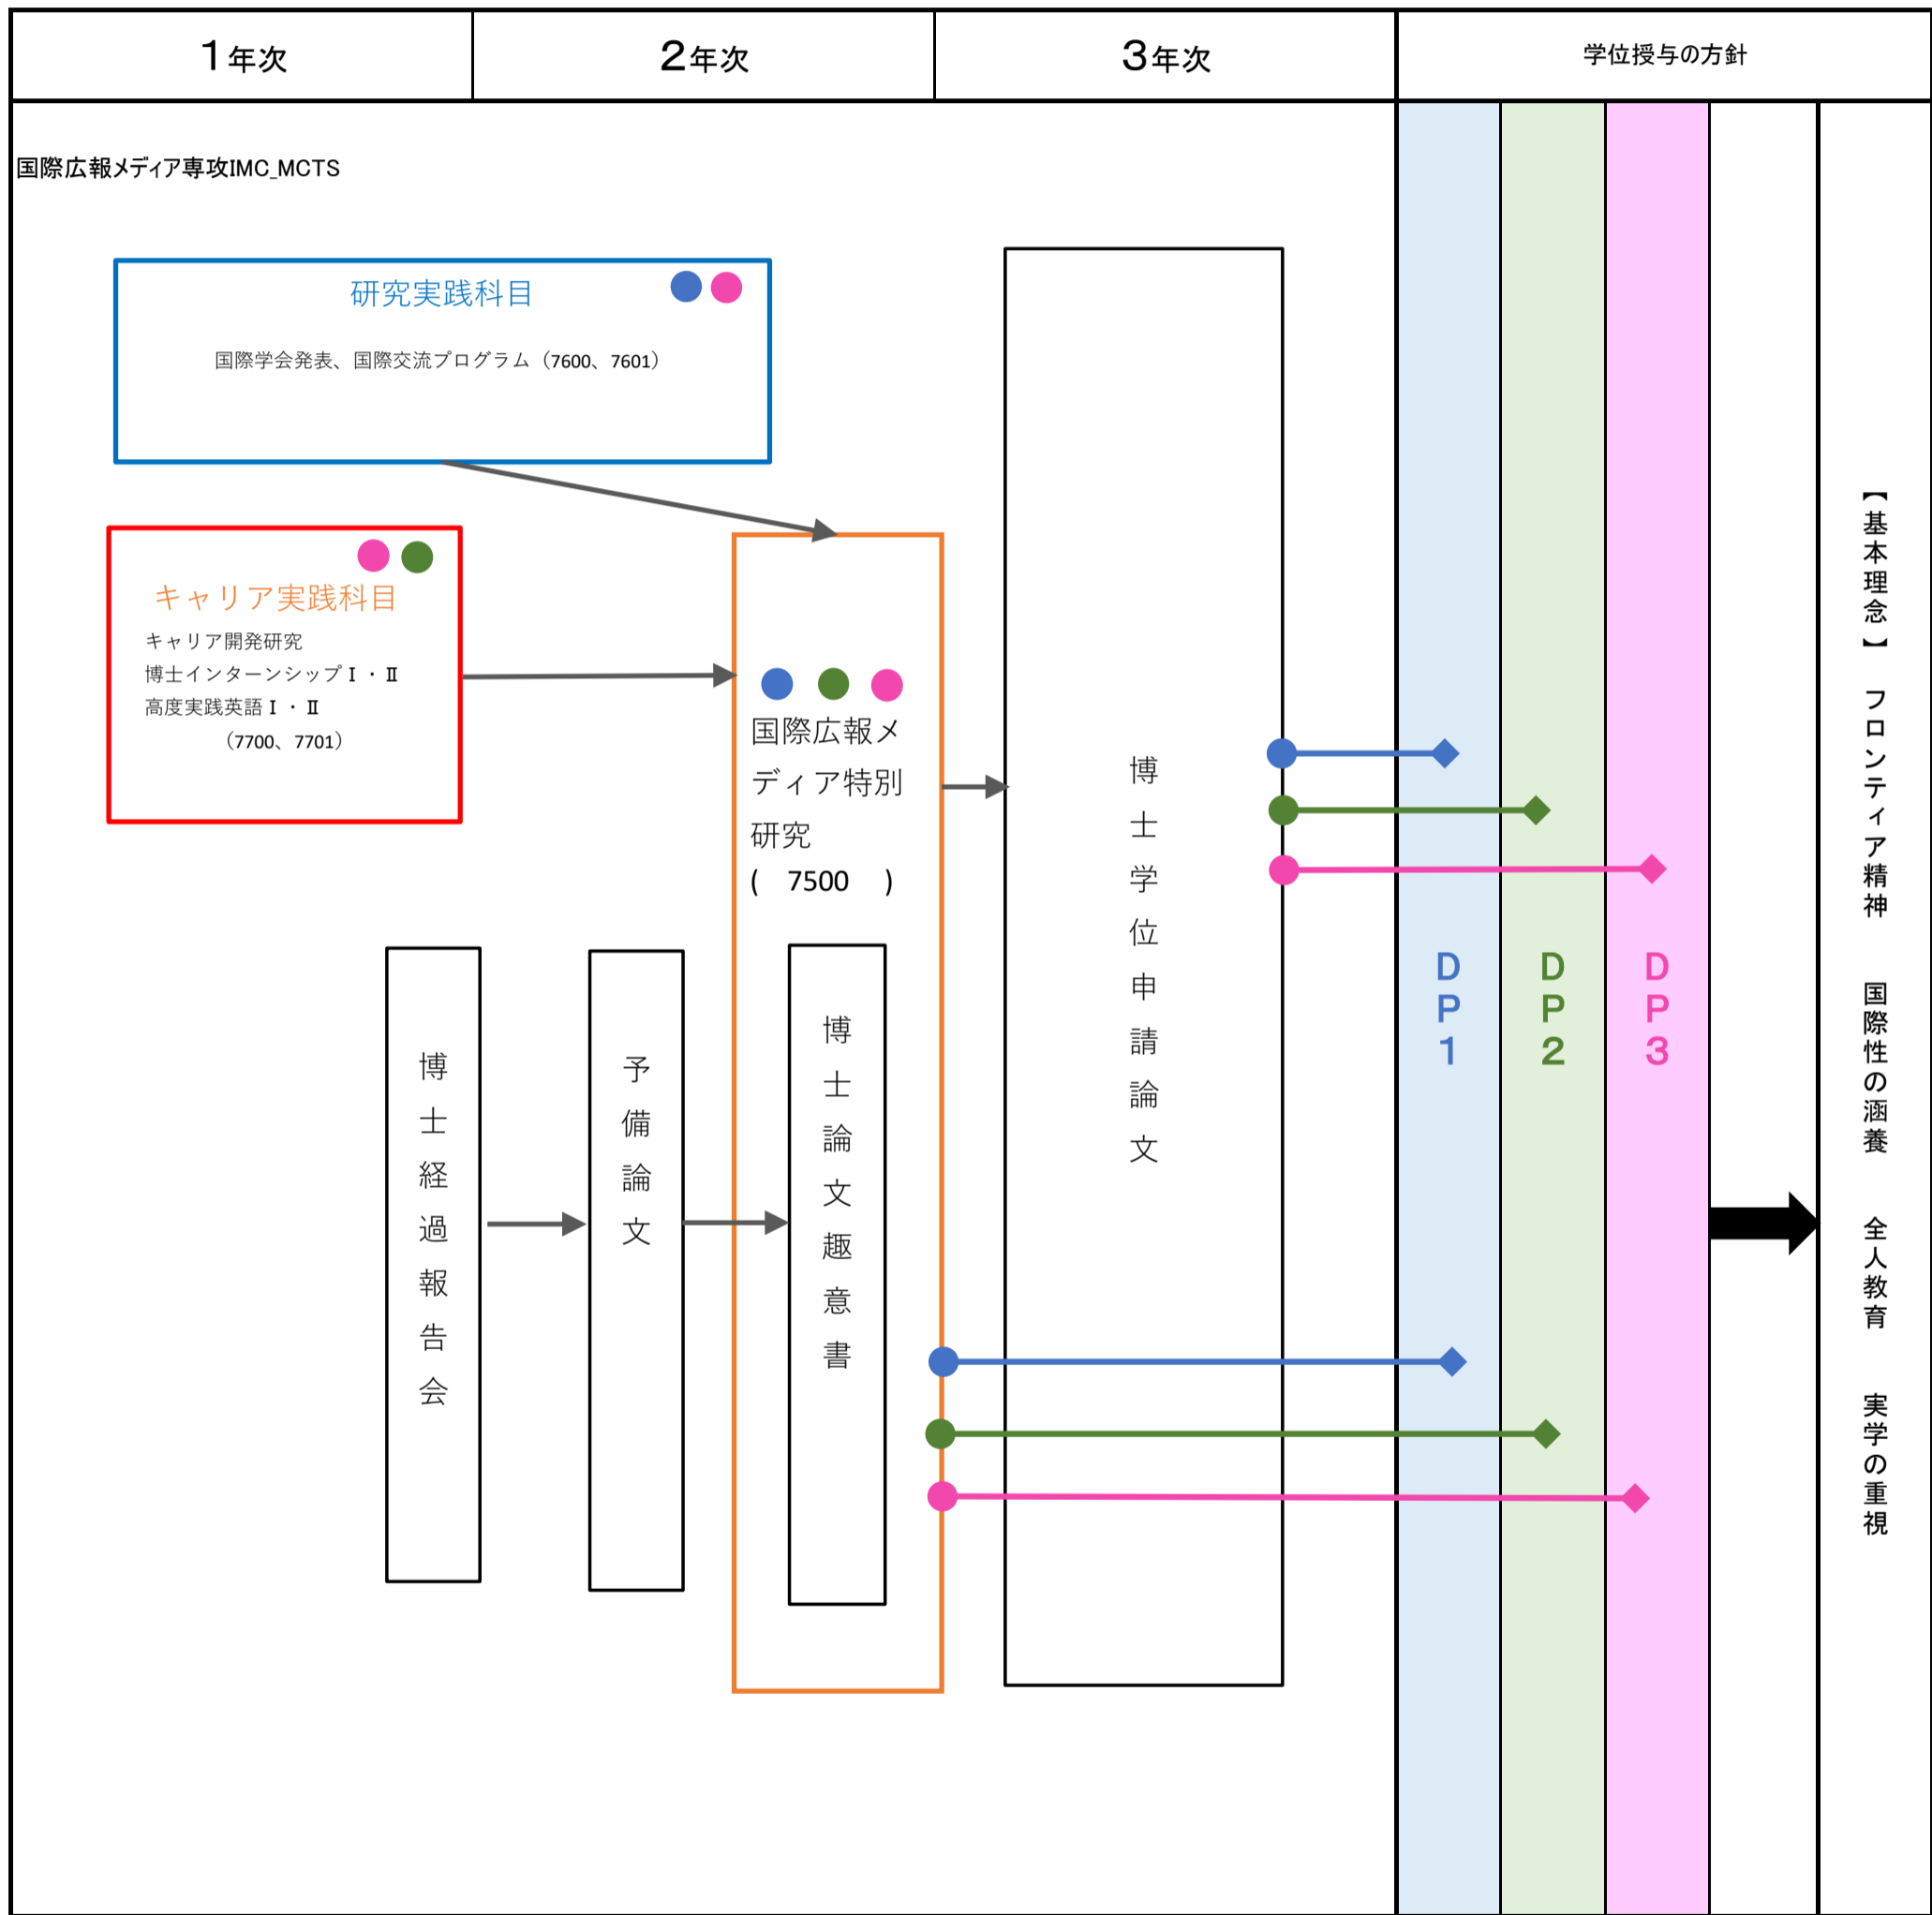 1年次
2年次
3年次
学位授与の方針
国際広報メディア専攻IMC_MCTS
研究実践科目
国際学会発表、国際交流プログラム（7600、7601）
キャリア実践科目
キャリア開発研究
博士インターンシップⅠ・Ⅱ
高度実践英語Ⅰ・Ⅱ
（7700、7701）
国際広報メ
ディア特別
研究
(　7500　)
博士経過報告会
予備論文
博士論文趣意書
博士学位申請論文
DP1
DP2
DP3
【基本理念】　フロンティア精神　　国際性の涵養　　全人教育　　実学の重視